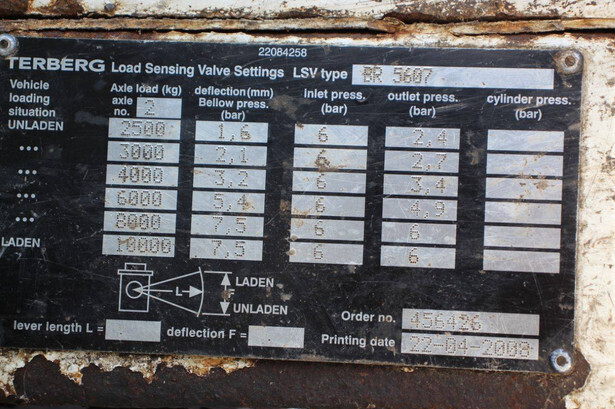 22084258
TERBERG Load Sensing Valve Settings LSV type BR 5607
Vehicle loading situation Axle load (kg) axle no. 2 deflection(mm) Bellow press. (bar) Inlet press. (bar) outlet press. (bar) cylinder press. (bar)
UNLADEN 2500 1,6 6 2,4
... 3000 2,1 6 2,7
... 4000 3,2 6 3,4
... 6000 5,4 6 4,9
... 8000 7,5 6 6
LADEN 10000 7,5 6 6
L F LADEN
UNLADEN
Order no. 456426
lever length L = deflection F = Printing date 22-04-2008